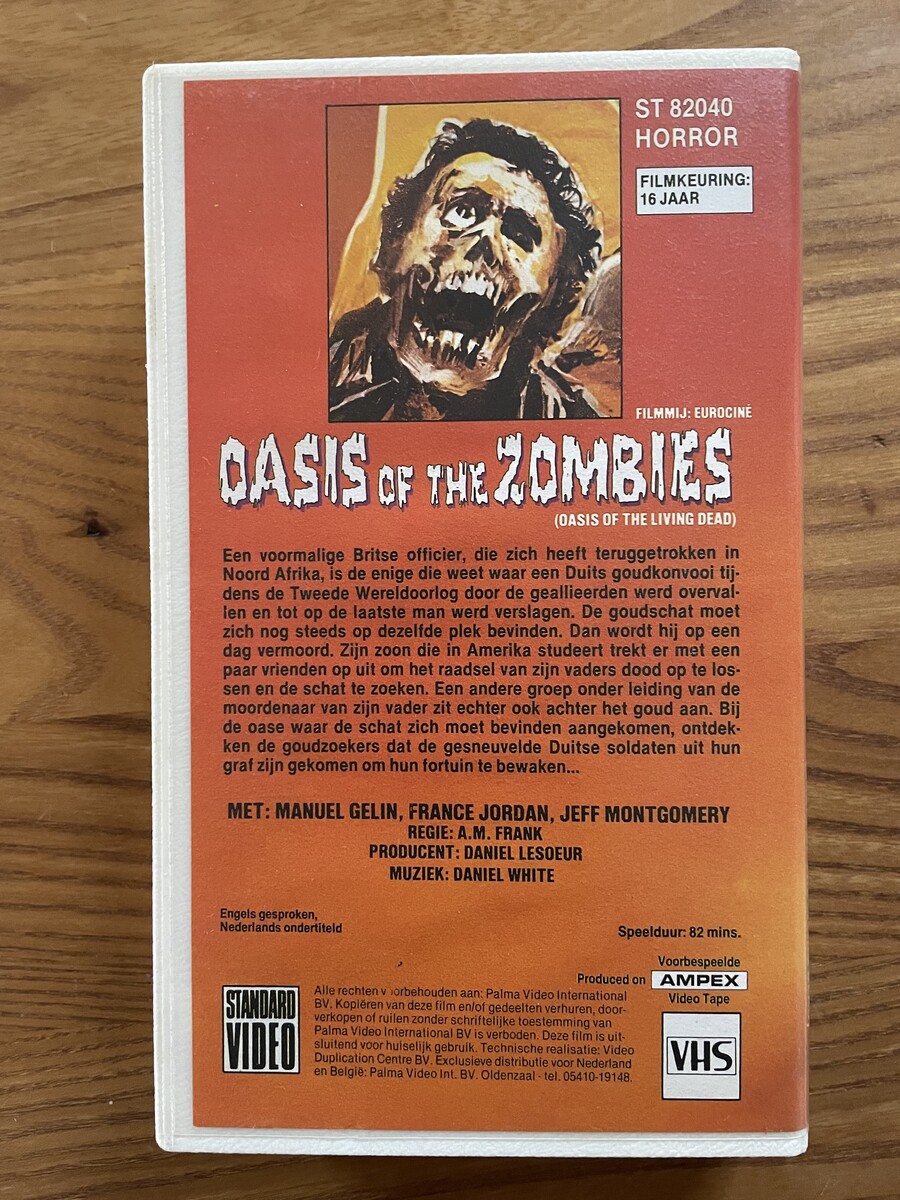 ST 82040
HORROR
FILMKEURING:
16 JAAR
FILMMIJ: EUROCINÉ
OASIS OF THE ZOMBIES
(OASIS OF THE LIVING DEAD)
Een voormalige Britse officier, die zich heeft teruggetrokken in
Noord Afrika, is de enige die weet waar een Duits goudkonvooi tij-
dens de Tweede Wereldoorlog door de geallieerden werd overval-
len en tot op de laatste man werd verslagen. De goudschat moet
zich nog steeds op dezelfde plek bevinden. Dan wordt hij op een
dag vermoord. Zijn zoon die in Amerika studeert trekt er met een
paar vrienden op uit om het raadsel van zijn vaders dood op te los-
sen en de schat te zoeken. Een andere groep onder leiding van de
moordenaar van zijn vader zit echter ook achter het goud aan. Bij
de oase waar de schat zich moet bevinden aangekomen, ontdek-
ken de goudzoekers dat de gesneuvelde Duitse soldaten uit hun
graf zijn gekomen om hun fortuin te bewaken...
MET: MANUEL GELIN, FRANCE JORDAN, JEFF MONTGOMERY
REGIE: A.M. FRANK
PRODUCENT: DANIEL LESOEUR
MUZIEK: DANIEL WHITE
Engels gesproken,
Nederlands ondertiteld
Speelduur: 82 mins.
Voorbespeelde
Produced on AMPEX
Video Tape
STANDARD
VIDEO
Alle rechten voorbehouden aan: Palma Video International
BV. Kopiëren van deze film en/of gedeelten verhuren, door-
verkopen of ruilen zonder schriftelijke toestemming van
Palma Video International BV is verboden. Deze film is uit-
sluitend voor huiselijk gebruik. Technische realisatie: Video
Duplication Centre BV. Exclusieve distributie voor Nederland
en België: Palma Video Int. BV. Oldenzaal - tel. 05410-19148.
VHS